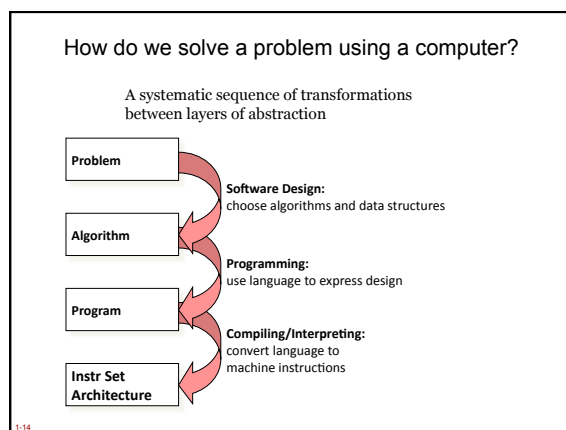 How do we solve a problem using a computer?
A systematic sequence of transformations
between layers of abstraction
Problem
Software Design:
choose algorithms and data structures
Algorithm
Programming:
use language to express design
Program
Compiling/Interpreting:
convert language to
machine instructions
Instr Set
Architecture
1-14